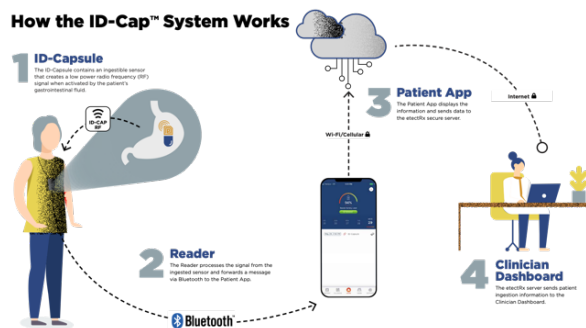 How the ID-Cap™ System Works
1
ID-Capsule
The ID-Capsule contains an ingestible sensor
that creates a low power radio frequency (RF)
signal when activated by the patient's
gastrointestinal fluid.
ID-CAP
RF
2
Reader
The Reader processes the signal from the
ingested sensor and forwards a message
via Bluetooth to the Patient App.
Bluetooth™
Wi-Fi/Cellular
3
Patient App
The Patient App displays the
information and sends data to
the etectRx secure server.
Internet
4
Clinician
Dashboard
The etectRx server sends patient
ingestion information to the
Clinician Dashboard.